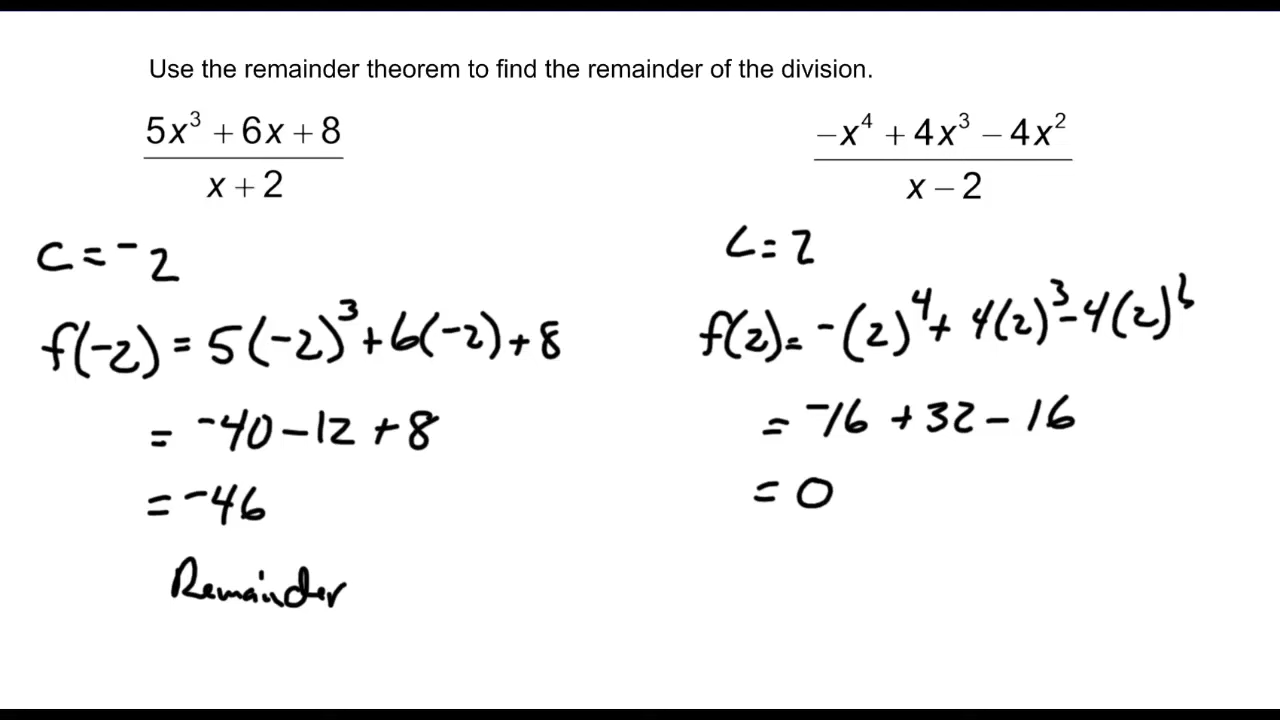 Use the remainder theorem to find the remainder of the division.
5x³ + 6x + 8
x + 2
c = -2
f(-2) = 5(-2)³ + 6(-2) + 8
= -40 - 12 + 8
= -46
Remainder
-x⁴ + 4x³ - 4x²
x - 2
c = 2
f(2) = -(2)⁴ + 4(2)³ - 4(2)
= -16 + 32 - 16
= 0